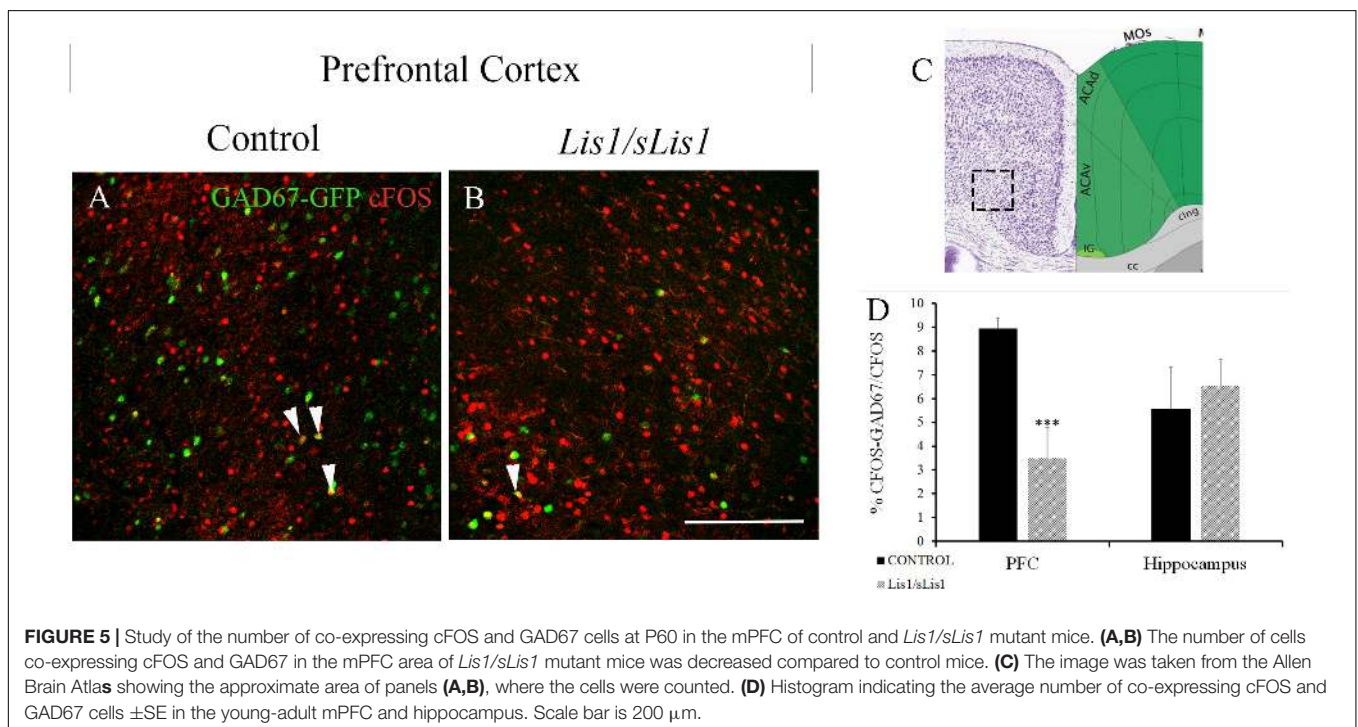 Prefrontal Cortex
Control
Lis1/sLis1
A
GAD67-GFP cFOS
B
C
MOs
ACAd
ACAv
cing
IG
cc
D
% CFOS-GAD67/CFOS
10
9
8
7
6
5
4
3
2
1
0
***
PFC
Hippocampus
■ CONTROL
Lis1/sLis1
FIGURE 5 | Study of the number of co-expressing cFOS and GAD67 cells at P60 in the mPFC of control and Lis1/sLis1 mutant mice. (A,B) The number of cells
co-expressing cFOS and GAD67 in the mPFC area of Lis1/sLis1 mutant mice was decreased compared to control mice. (C) The image was taken from the Allen
Brain Atlas showing the approximate area of panels (A,B), where the cells were counted. (D) Histogram indicating the average number of co-expressing cFOS and
GAD67 cells ±SE in the young-adult mPFC and hippocampus. Scale bar is 200 μm.